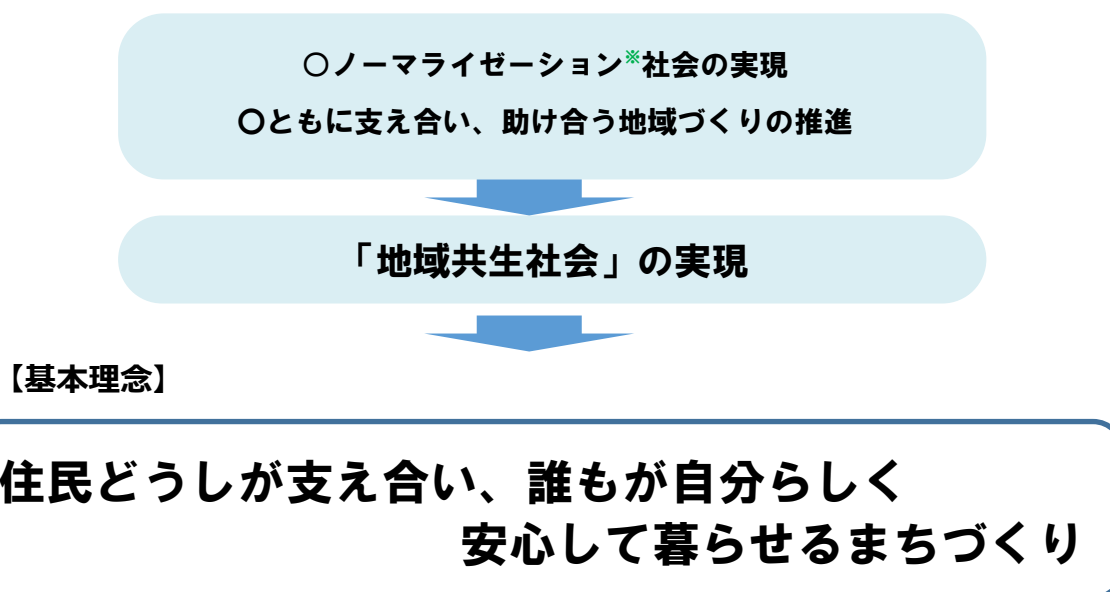 ○ノーマライゼーション※社会の実現
○ともに支え合い、助け合う地域づくりの推進
「地域共生社会」の実現
【基本理念】
住民どうしが支え合い、誰もが自分らしく
安心して暮らせるまちづくり